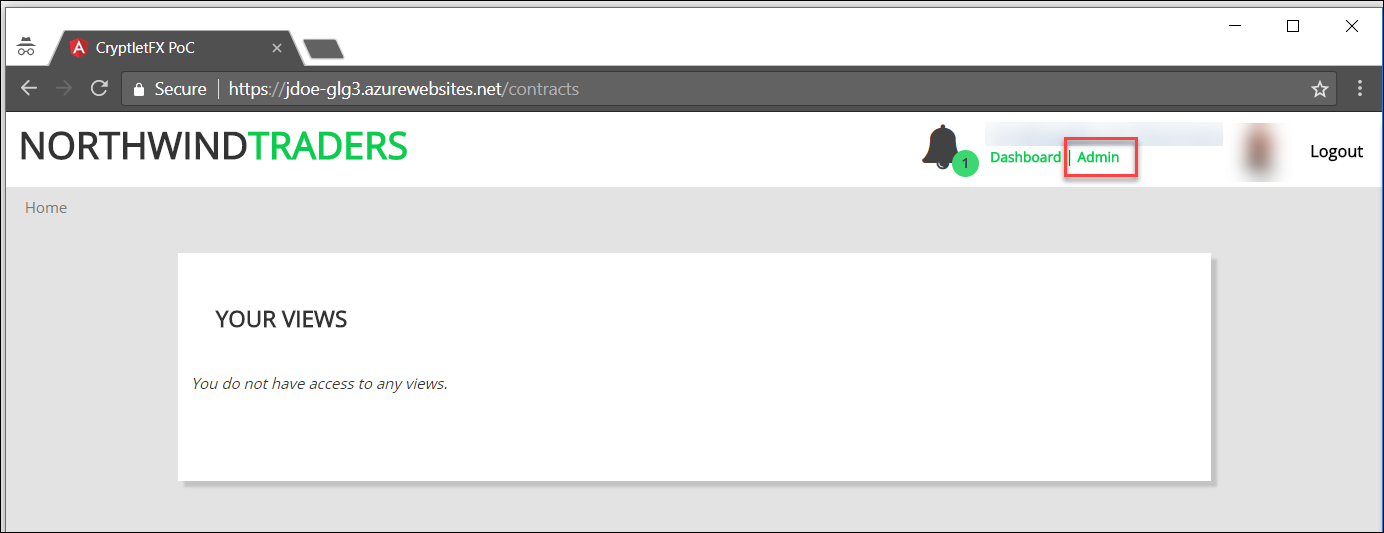 CryptletFX PoC
Secure | https://jdoe-glg3.azurewebsites.net/contracts
NORTHWINDTRADERS
1
Dashboard | Admin
Logout
Home
YOUR VIEWS
You do not have access to any views.